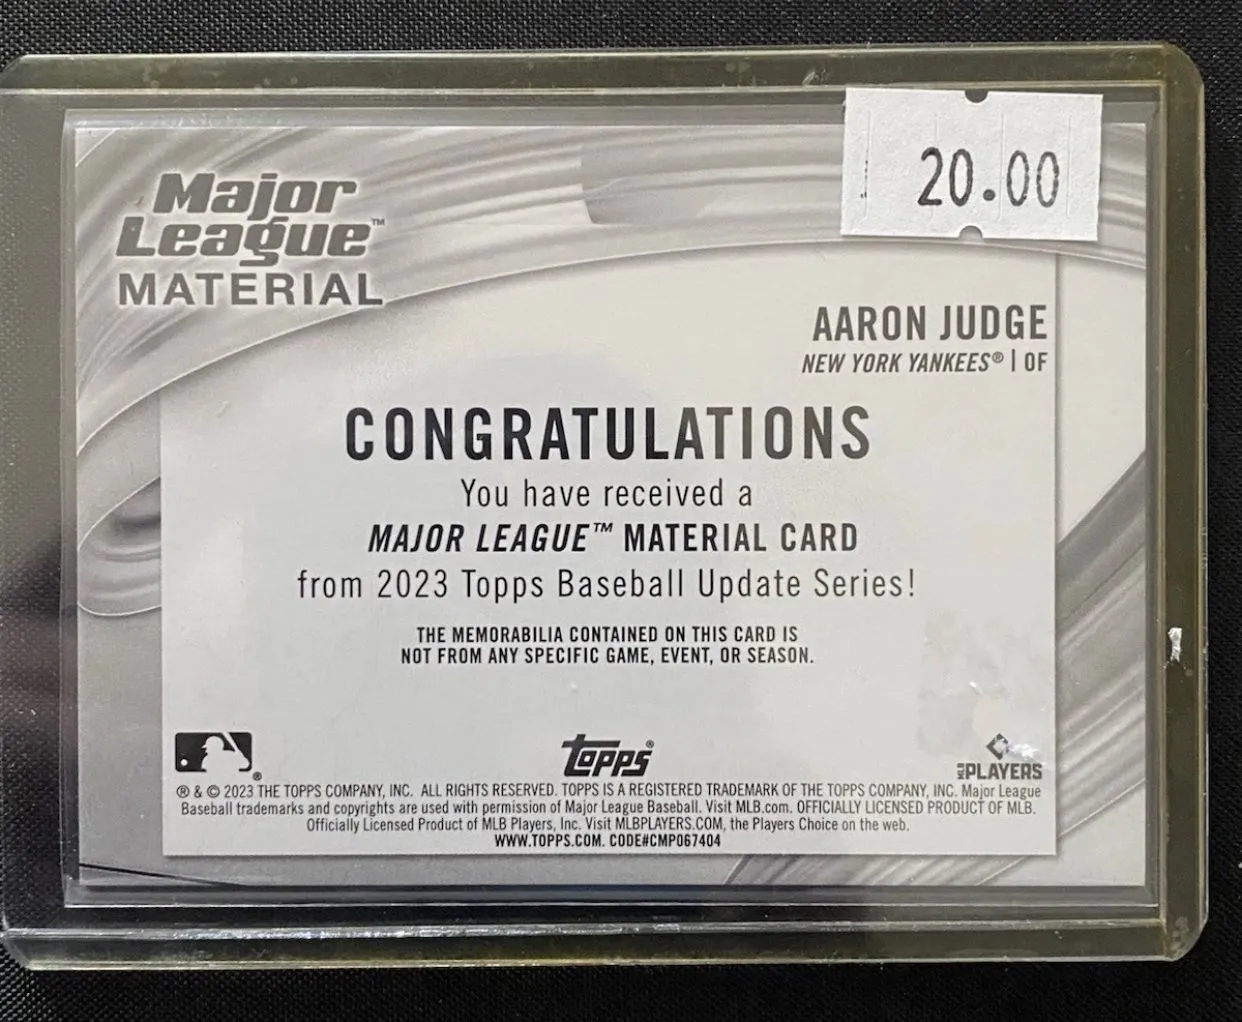 20.00
Major
League™
MATERIAL
AARON JUDGE
NEW YORK YANKEES® | OF
CONGRATULATIONS
You have received a
MAJOR LEAGUE™ MATERIAL CARD
from 2023 Topps Baseball Update Series!
THE MEMORABILIA CONTAINED ON THIS CARD IS
NOT FROM ANY SPECIFIC GAME, EVENT, OR SEASON.
®
topps®
MLB PLAYERS
® & © 2023 THE TOPPS COMPANY, INC. ALL RIGHTS RESERVED. TOPPS IS A REGISTERED TRADEMARK OF THE TOPPS COMPANY, INC. Major League
Baseball trademarks and copyrights are used with permission of Major League Baseball. Visit MLB.com. OFFICIALLY LICENSED PRODUCT OF MLB.
Officially Licensed Product of MLB Players, Inc. Visit MLBPLAYERS.COM, the Players Choice on the web.
WWW.TOPPS.COM. CODE#CMP067404